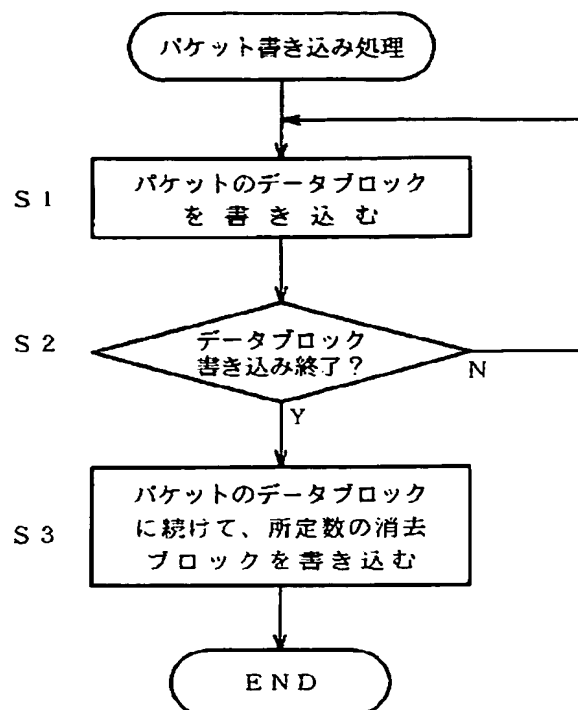 パケット書き込み処理
S1
パケットのデータブロック
を書き込む
S2
データブロック
書き込み終了?
N
Y
S3
パケットのデータブロック
に続けて、所定数の消去
ブロックを書き込む
END